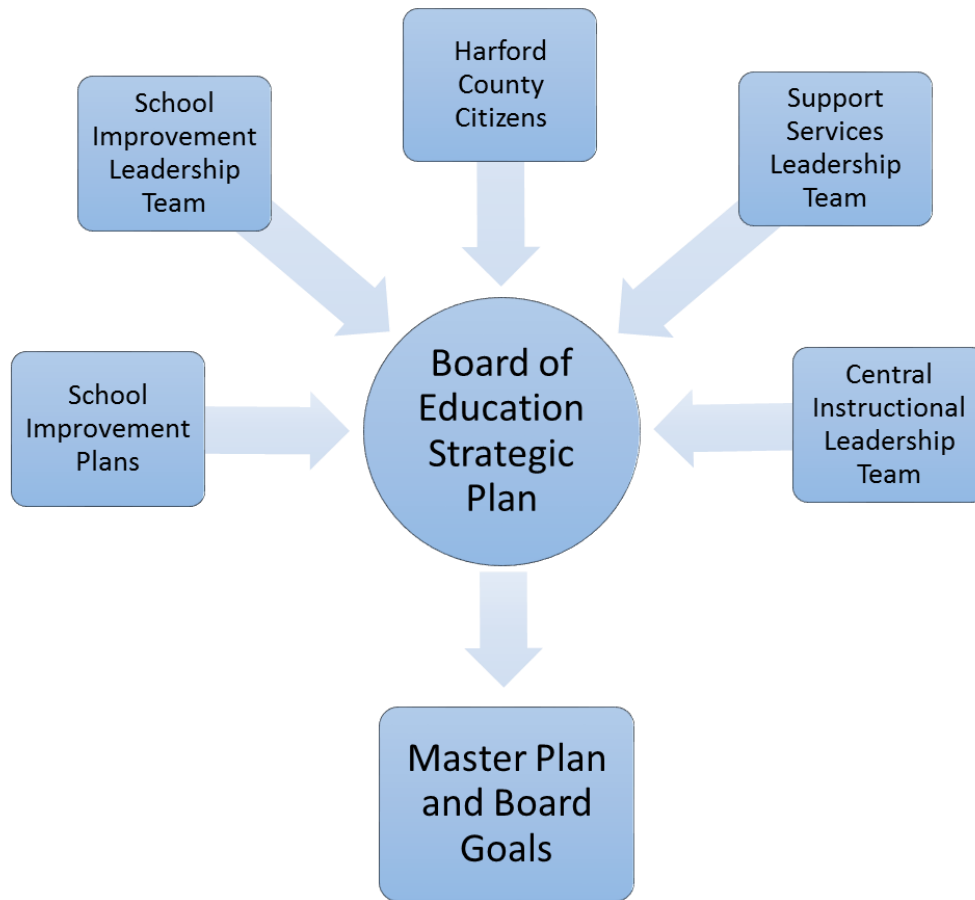 Harford
County
Citizens
School
Improvement
Leadership
Team
Support
Services
Leadership
Team
School
Improvement
Plans
Board of
Education
Strategic
Plan
Central
Instructional
Leadership
Team
Master Plan
and Board
Goals